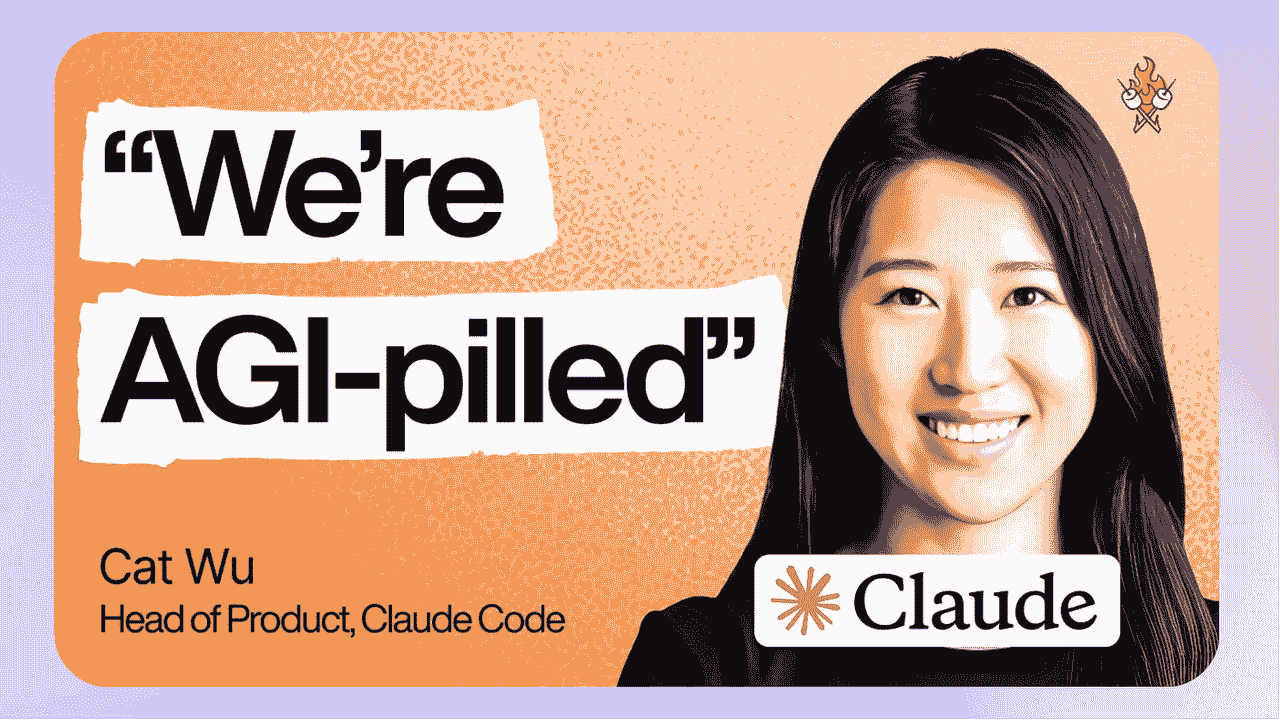 “We’re
AGI-pilled”
Cat Wu
Head of Product, Claude Code
Claude